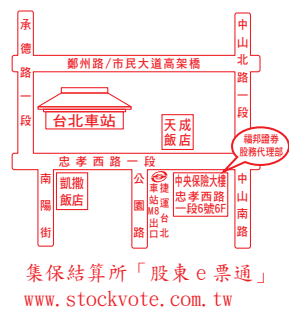 承德路一段
中山北路一段
鄭州路/市民大道高架橋
台北車站
天成
飯店
福邦證券
股務代理部
忠孝西路一段
南陽街
凱撒
飯店
公園路
捷運台北
車站M8出口
中央保險大樓
忠孝西路
一段6號6F
中山南路
集保結算所「股東e票通」
www.stockvote.com.tw